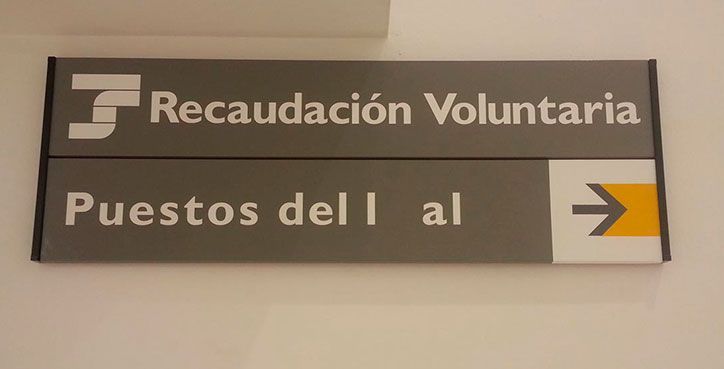 Recaudación Voluntaria
Puestos del 1 al